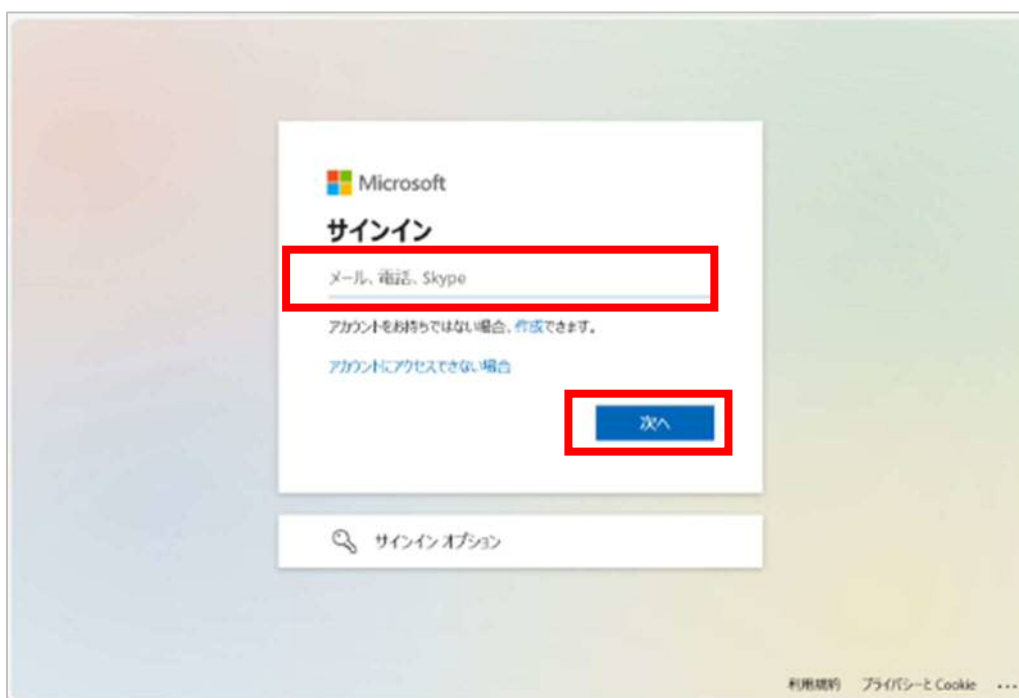 Microsoft
サインイン
メール、電話、Skype
アカウントをお持ちではない場合、作成できます。
アカウントにアクセスできない場合
次へ
サインイン オプション
利用規約 プライバシーと Cookie ...